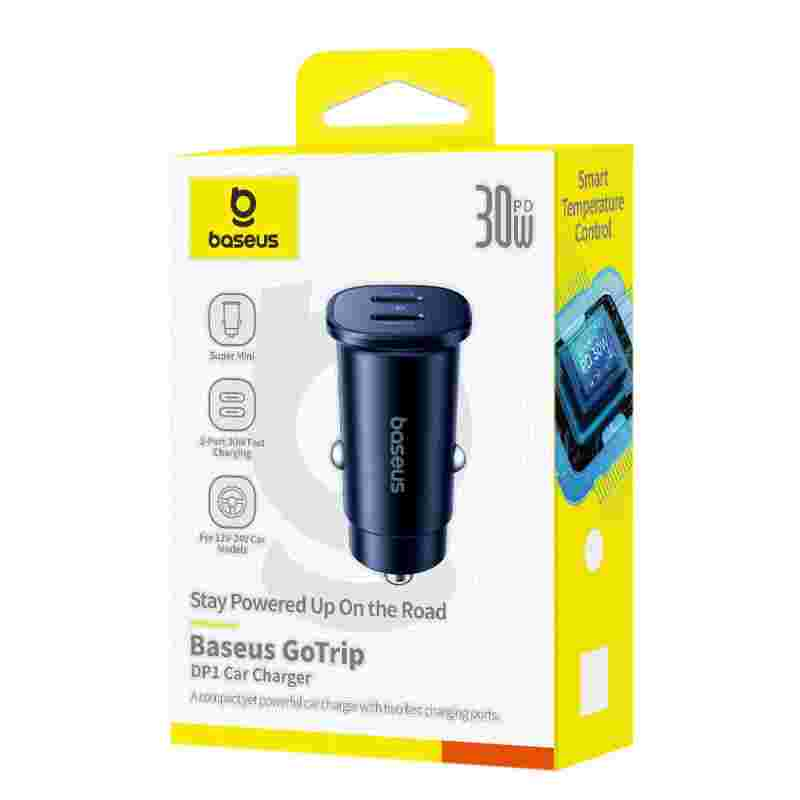 baseus
PD
30W
Super Mini
2-Port 30W Fast
Charging
For 12V-24V Car
Models
baseus
Stay Powered Up On the Road
Baseus GoTrip
DP1 Car Charger
A compact yet powerful car charger with two fast charging ports.
Smart
Temperature
Control
PD 30W